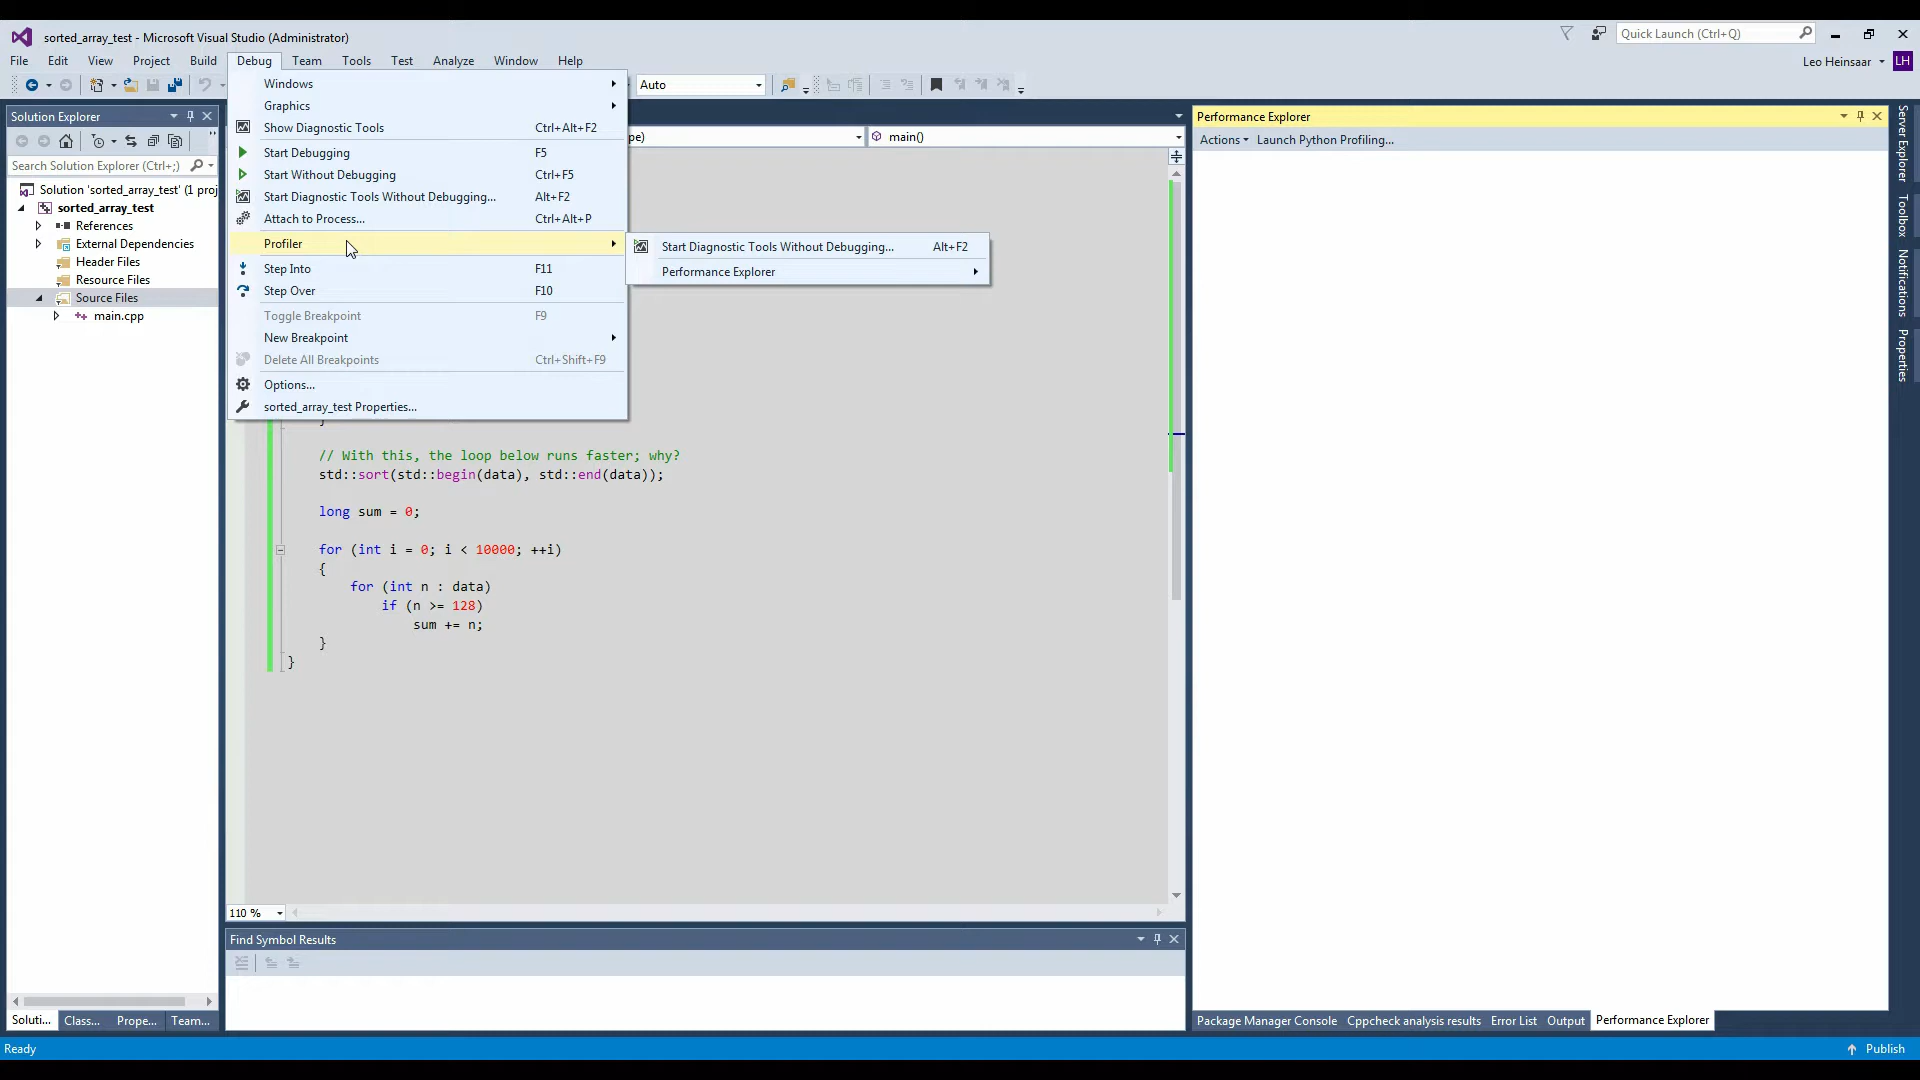 sorted_array_test - Microsoft Visual Studio (Administrator)
Quick Launch (Ctrl+Q)
File Edit View Project Build Debug Team Tools Test Analyze Window Help
Leo Heinsaar LH
Auto
Solution Explorer
Search Solution Explorer (Ctrl+;)
Solution 'sorted_array_test' (1 proj
sorted_array_test
References
External Dependencies
Header Files
Resource Files
Source Files
main.cpp
Windows
Graphics
Show Diagnostic Tools Ctrl+Alt+F2
Start Debugging F5
Start Without Debugging Ctrl+F5
Start Diagnostic Tools Without Debugging... Alt+F2
Attach to Process... Ctrl+Alt+P
Profiler
Step Into F11
Step Over F10
Toggle Breakpoint F9
New Breakpoint
Delete All Breakpoints Ctrl+Shift+F9
Options...
sorted_array_test Properties...
Start Diagnostic Tools Without Debugging... Alt+F2
Performance Explorer
pe)
main()
}
// With this, the loop below runs faster; why?
std::sort(std::begin(data), std::end(data));
long sum = 0;
for (int i = 0; i < 10000; ++i)
{
for (int n : data)
if (n >= 128)
sum += n;
}
}
110 %
Find Symbol Results
Performance Explorer
Actions Launch Python Profiling...
Server Explorer
Toolbox
Notifications
Properties
Soluti... Class... Prope... Team...
Package Manager Console Cppcheck analysis results Error List Output Performance Explorer
Ready
Publish